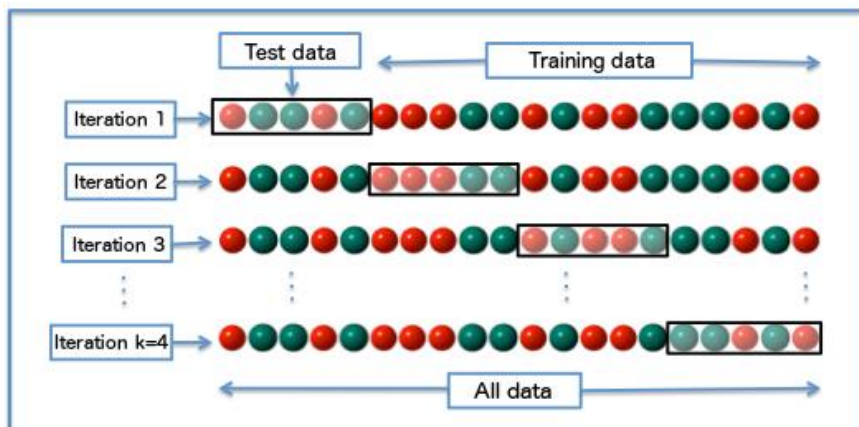 Test data
Training data
Iteration 1
Iteration 2
Iteration 3
Iteration k=4
All data